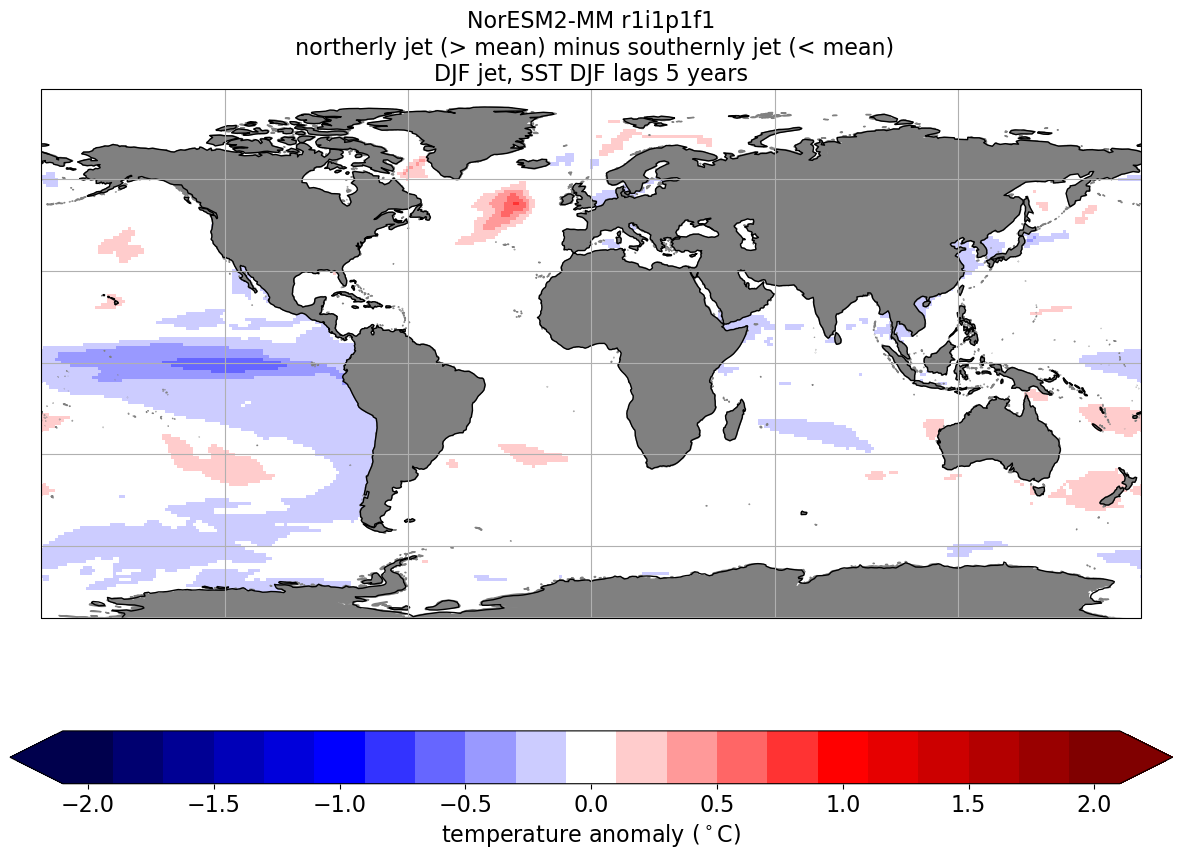 NorESM2-MM r1i1p1f1
northerly jet (> mean) minus southernly jet (< mean)
DJF jet, SST DJF lags 5 years
−2.0 −1.5 −1.0 −0.5 0.0 0.5 1.0 1.5 2.0
temperature anomaly (°C)